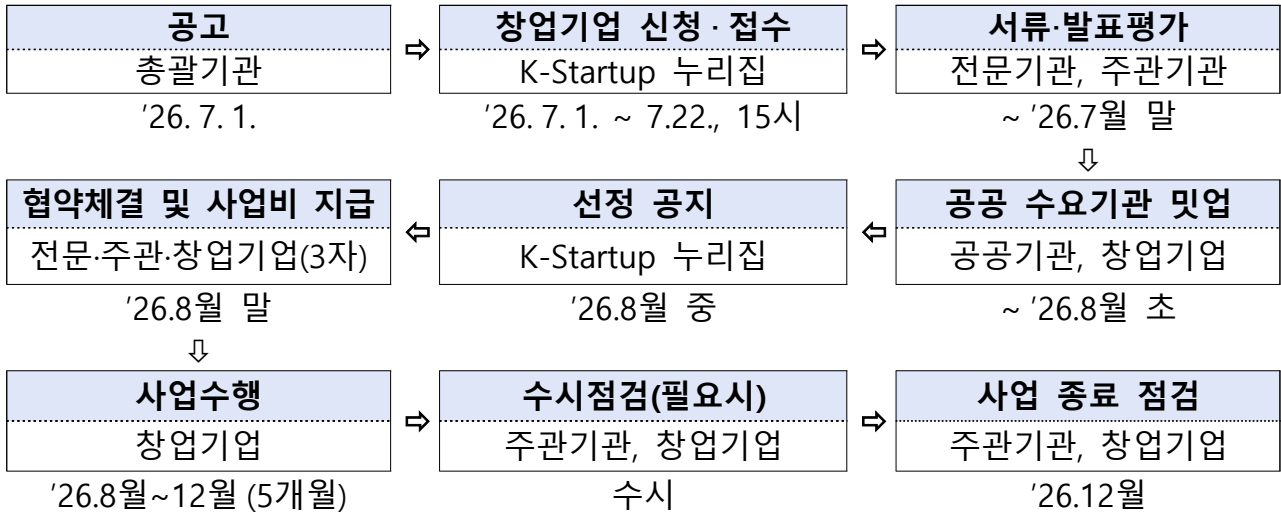 공고
총괄기관
'26. 7. 1.
⇨
창업기업 신청·접수
K-Startup 누리집
'26. 7. 1. ~ 7.22., 15시
⇨
서류·발표평가
전문기관, 주관기관
~ '26.7월 말
⇩
공공 수요기관 밋업
공공기관, 창업기업
~ '26.8월 초
⇦
선정 공지
K-Startup 누리집
'26.8월 중
⇦
협약체결 및 사업비 지급
전문·주관·창업기업(3자)
'26.8월 말
⇩
사업수행
창업기업
'26.8월~12월 (5개월)
⇨
수시점검(필요시)
주관기관, 창업기업
수시
⇨
사업 종료 점검
주관기관, 창업기업
'26.12월